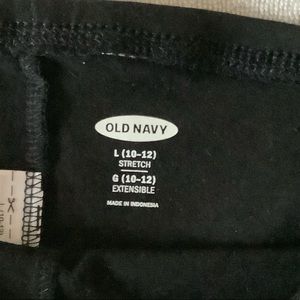 OLD NAVY
L (10-12)
STRETCH
G (10-12)
EXTENSIBLE
MADE IN INDONESIA